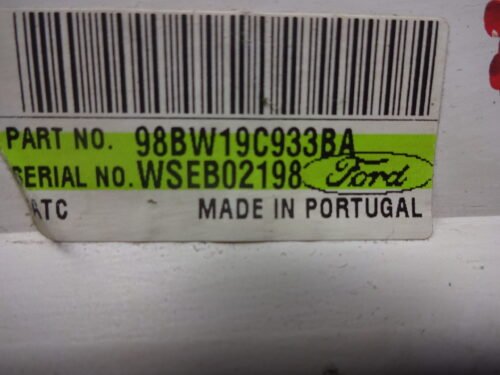 PART NO. 98BW19C933BA
SERIAL NO. WSEB02198 Ford
ATC MADE IN PORTUGAL